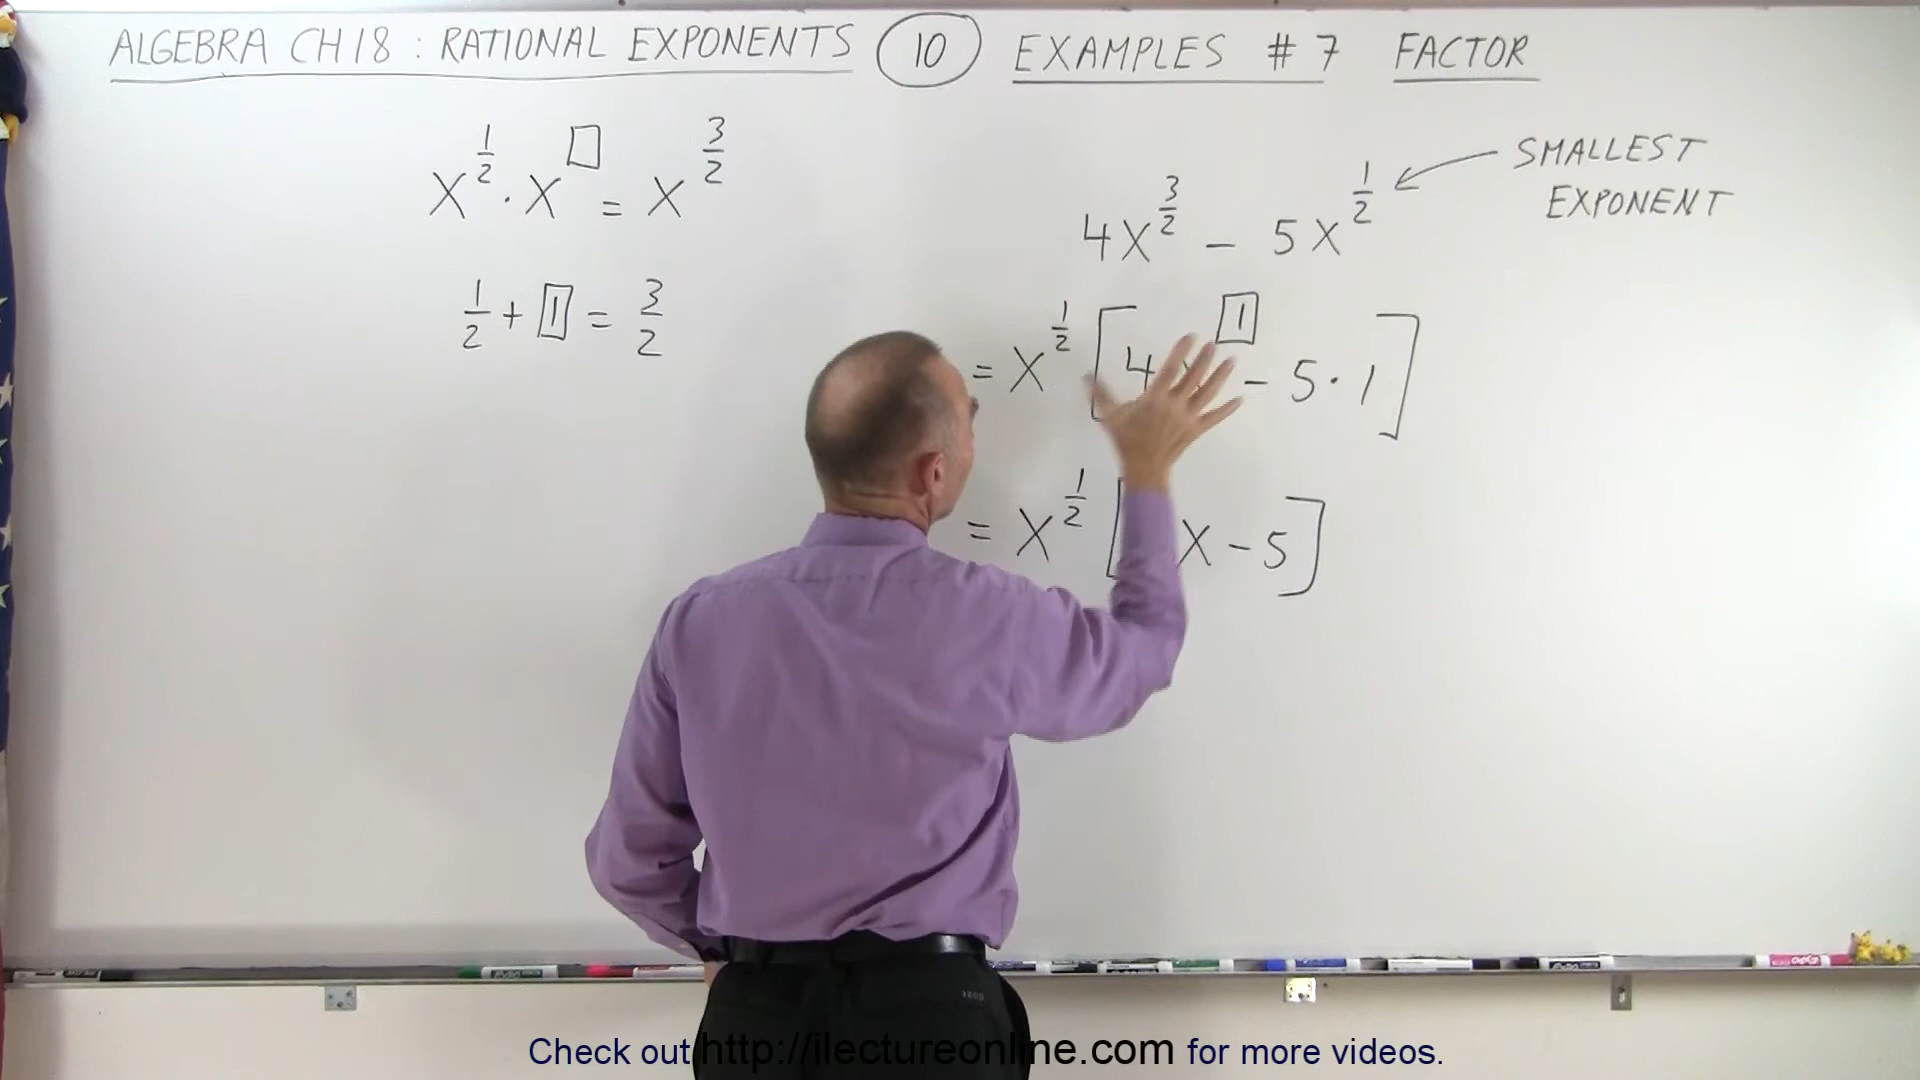 ALGEBRA CH18 : RATIONAL EXPONENTS 10 EXAMPLES # 7 FACTOR
x^(1/2) · x^□ = x^(3/2)
1/2 + 1 = 3/2
SMALLEST
EXPONENT
4x^(3/2) - 5x^(1/2)
= x^(1/2) [4 ^1 - 5·1]
= x^(1/2) [ x - 5]
IZOD
Check out http://ilectureonline.com for more videos.